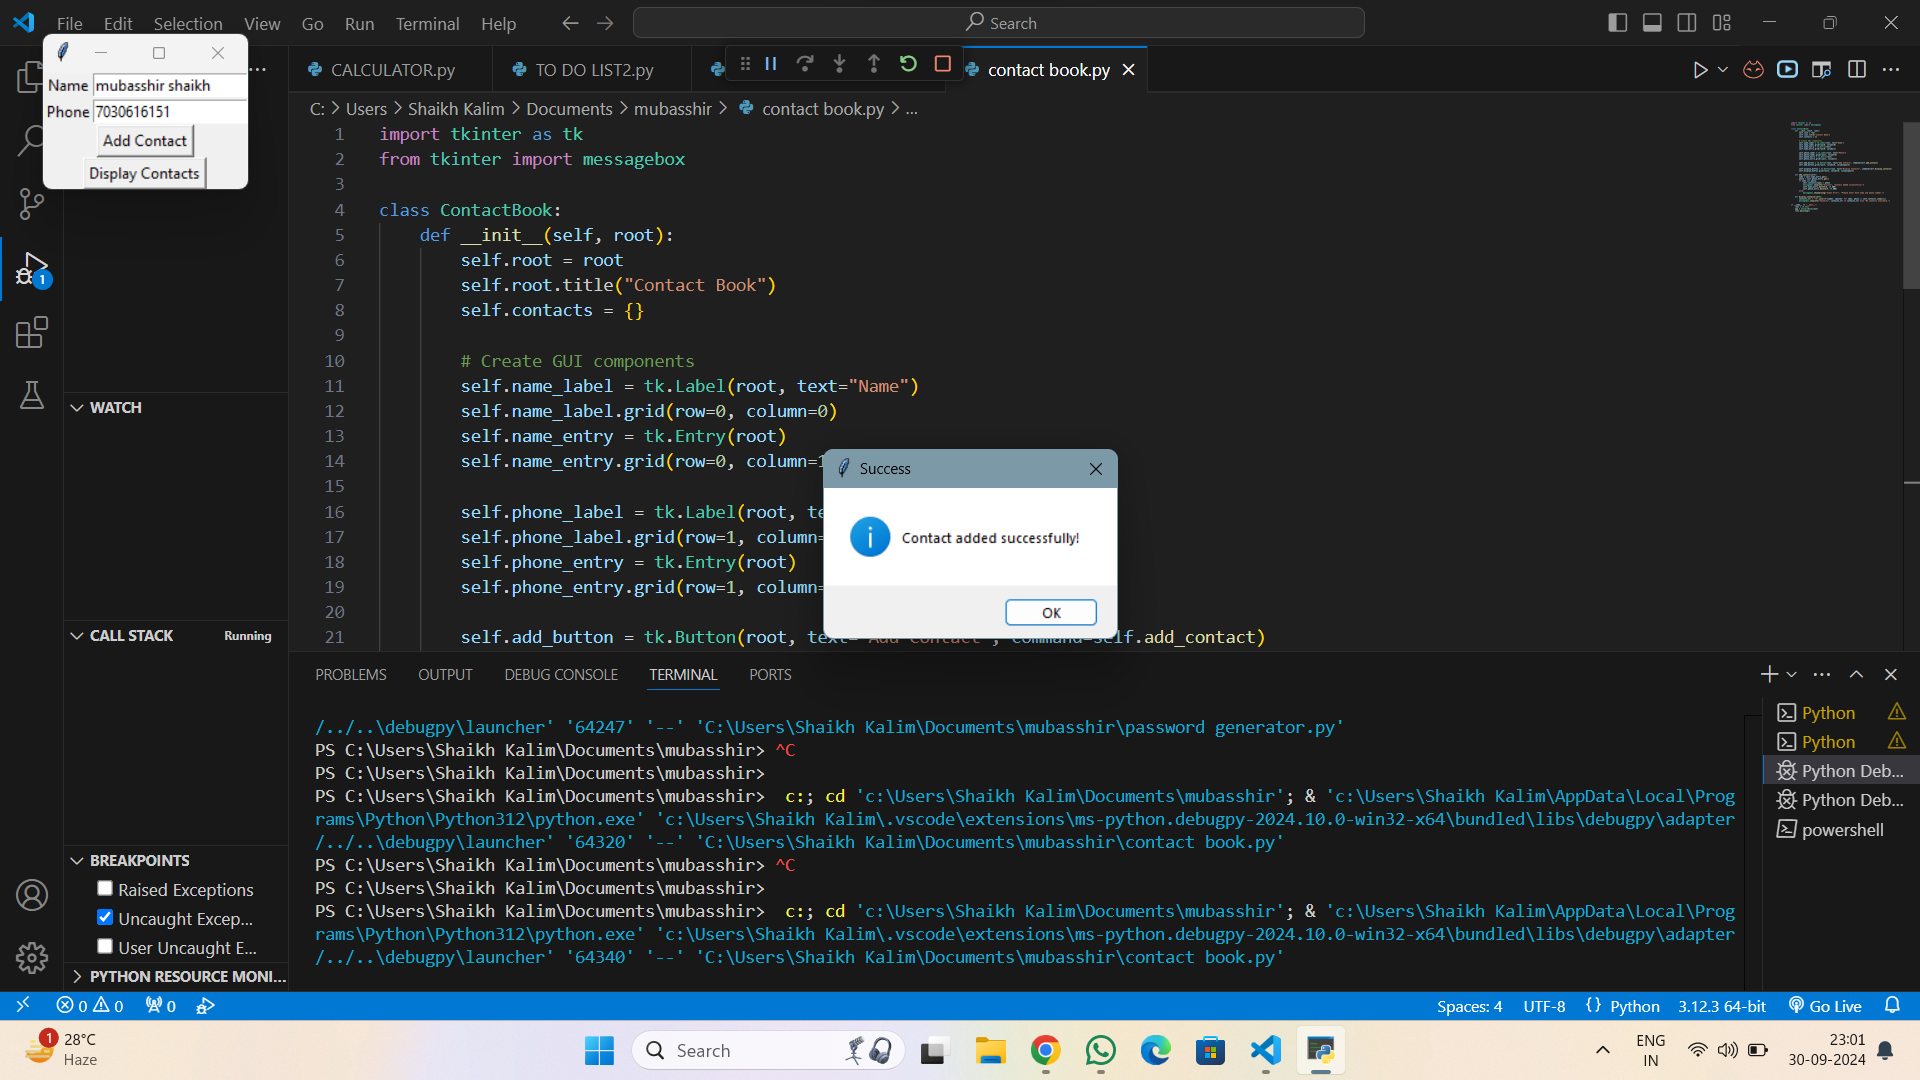 File Edit Selection View Go Run Terminal Help
Search
Name mubasshir shaikh
Phone 7030616151
Add Contact
Display Contacts
CALCULATOR.py
TO DO LIST2.py
contact book.py
C: > Users > Shaikh Kalim > Documents > mubasshir > contact book.py > ...
1 import tkinter as tk
2 from tkinter import messagebox
3
4 class ContactBook:
5 def __init__(self, root):
6 self.root = root
7 self.root.title("Contact Book")
8 self.contacts = {}
9
10 # Create GUI components
11 self.name_label = tk.Label(root, text="Name")
12 self.name_label.grid(row=0, column=0)
13 self.name_entry = tk.Entry(root)
14 self.name_entry.grid(row=0, column=1
15
16 self.phone_label = tk.Label(root, te
17 self.phone_label.grid(row=1, column=
18 self.phone_entry = tk.Entry(root)
19 self.phone_entry.grid(row=1, column=
20
21 self.add_button = tk.Button(root, text="Add Contact", command=self.add_contact)
Success
Contact added successfully!
OK
1
WATCH
CALL STACK Running
BREAKPOINTS
Raised Exceptions
Uncaught Excep...
User Uncaught E...
PYTHON RESOURCE MONI...
PROBLEMS OUTPUT DEBUG CONSOLE TERMINAL PORTS
/../..\debugpy\launcher' '64247' '--' 'C:\Users\Shaikh Kalim\Documents\mubasshir\password generator.py'
PS C:\Users\Shaikh Kalim\Documents\mubasshir> ^C
PS C:\Users\Shaikh Kalim\Documents\mubasshir>
PS C:\Users\Shaikh Kalim\Documents\mubasshir> c:; cd 'c:\Users\Shaikh Kalim\Documents\mubasshir'; & 'c:\Users\Shaikh Kalim\AppData\Local\Prog
rams\Python\Python312\python.exe' 'c:\Users\Shaikh Kalim\.vscode\extensions\ms-python.debugpy-2024.10.0-win32-x64\bundled\libs\debugpy\adapter
/../..\debugpy\launcher' '64320' '--' 'C:\Users\Shaikh Kalim\Documents\mubasshir\contact book.py'
PS C:\Users\Shaikh Kalim\Documents\mubasshir> ^C
PS C:\Users\Shaikh Kalim\Documents\mubasshir>
PS C:\Users\Shaikh Kalim\Documents\mubasshir> c:; cd 'c:\Users\Shaikh Kalim\Documents\mubasshir'; & 'c:\Users\Shaikh Kalim\AppData\Local\Prog
rams\Python\Python312\python.exe' 'c:\Users\Shaikh Kalim\.vscode\extensions\ms-python.debugpy-2024.10.0-win32-x64\bundled\libs\debugpy\adapter
/../..\debugpy\launcher' '64340' '--' 'C:\Users\Shaikh Kalim\Documents\mubasshir\contact book.py'
Python
Python
Python Deb...
Python Deb...
powershell
0 0 0
Spaces: 4 UTF-8 {} Python 3.12.3 64-bit Go Live
1
28°C
Haze
Search
ENG
IN
23:01
30-09-2024